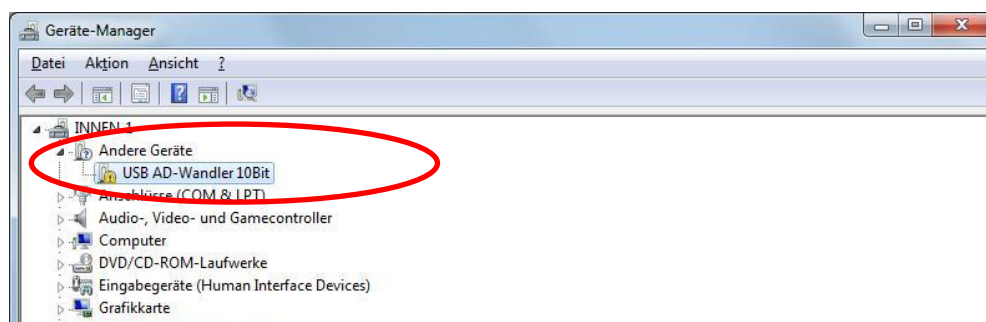 Geräte-Manager
Datei Aktion Ansicht ?
INNEN-1
Andere Geräte
USB AD-Wandler 10Bit
Anschlüsse (COM & LPT)
Audio-, Video- und Gamecontroller
Computer
DVD/CD-ROM-Laufwerke
Eingabegeräte (Human Interface Devices)
Grafikkarte